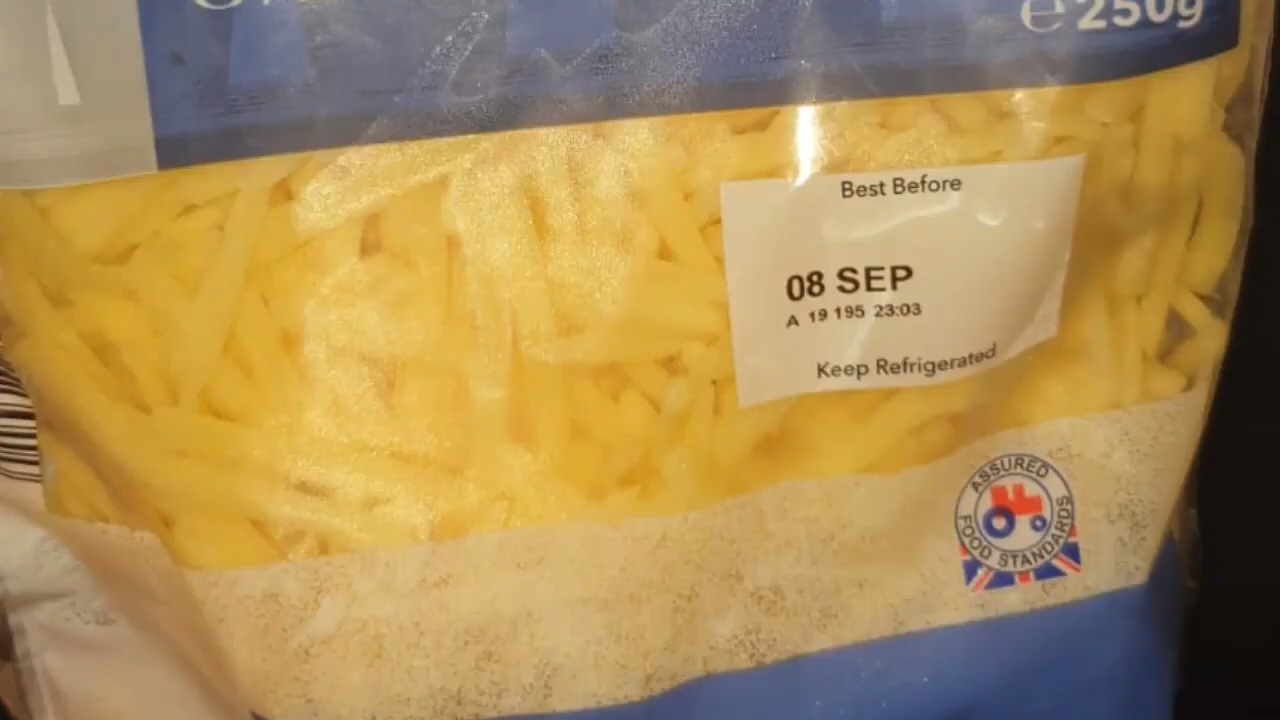 e 250g
Best Before
08 SEP
A 19 195 23:03
Keep Refrigerated
ASSURED
FOOD STANDARDS